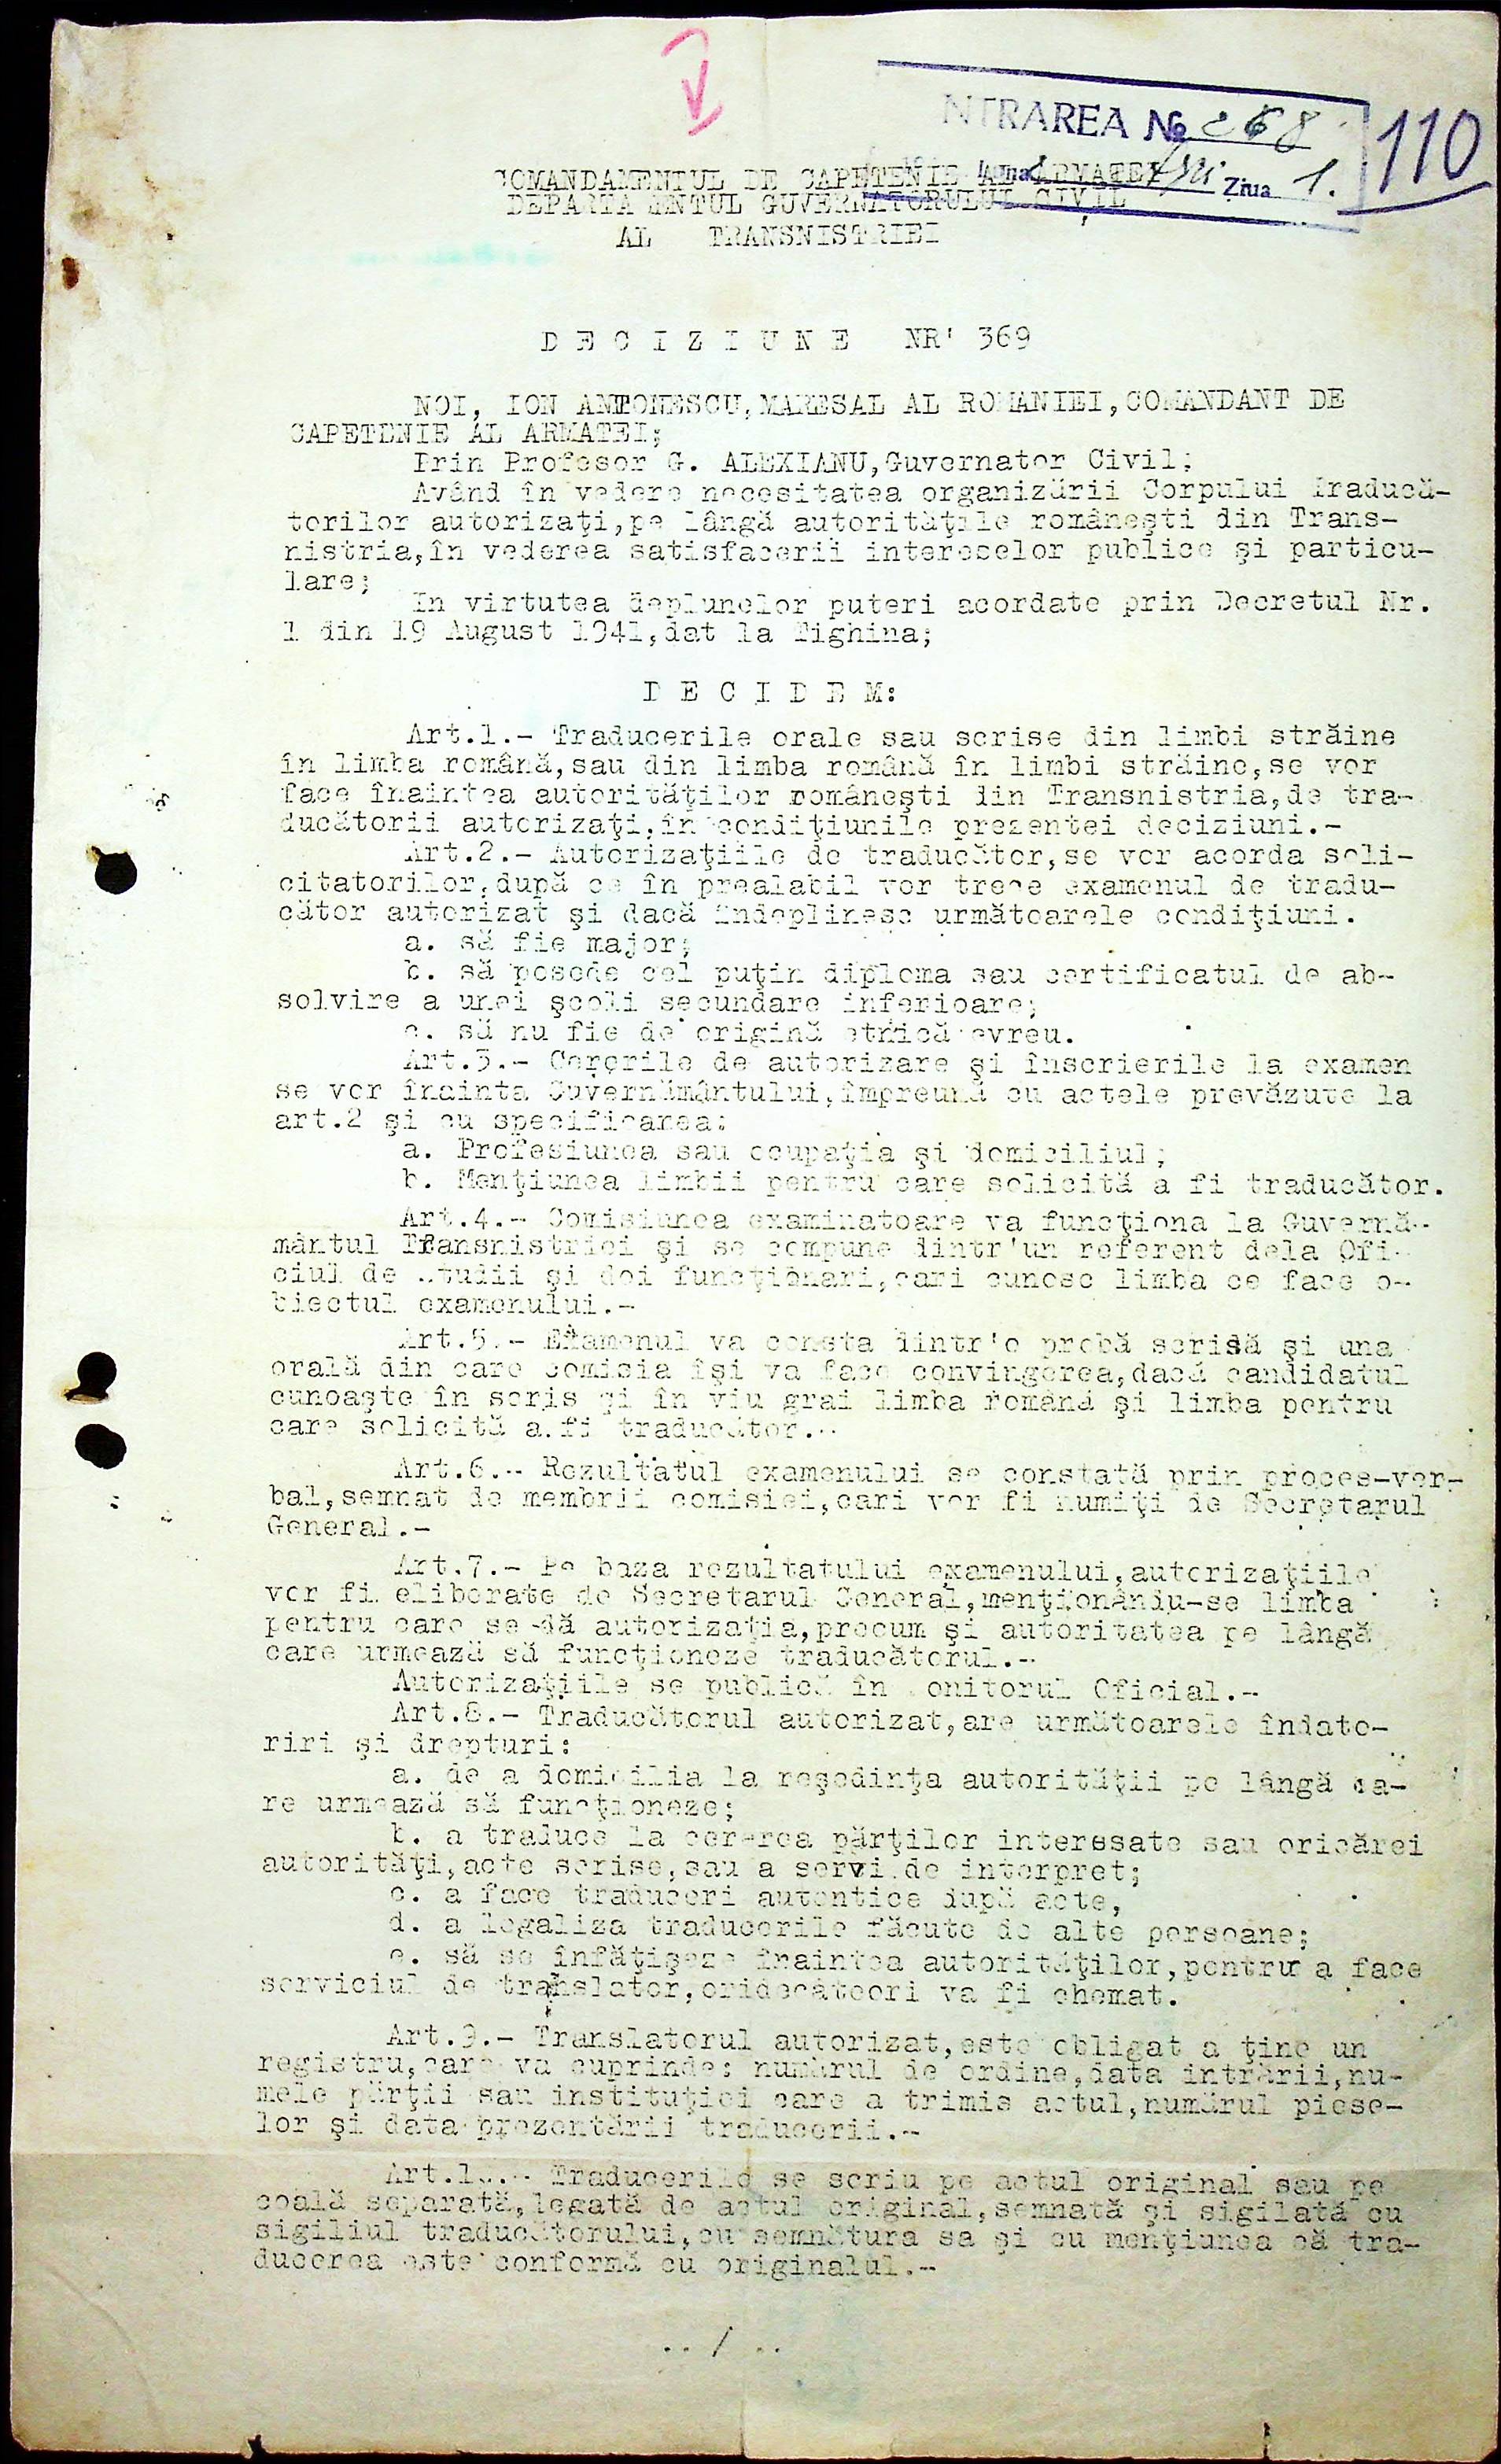 INTRAREA № 268
110
Luna Ziua 1.
COMANDAMENTUL DE CAPETENIE AL ARMATEI
DEPARTAMENTUL GUVERNATORULUI CIVIL
AL TRANSNISTRIEI
D E C I Z I U N E NR' 369
NOI, ION ANTONESCU, MARESAL AL ROMANIEI, COMANDANT DE
CAPETENIE AL ARMATEI;
Prin Profesor G. ALEXIANU, Guvernator Civil;
Având în vedere necesitatea organizării Corpului Traducă-
torilor autorizaţi, pe lângă autorităţile româneşti din Trans-
nistria, în vederea satisfacerii intereselor publice şi particu-
lare;
In virtutea deplinelor puteri acordate prin Decretul Nr.
1 din 19 August 1941, dat la Tighina;
D E C I D E M:
Art.1.- Traducerile orale sau scrise din limbi străine
în limba română, sau din limba română în limbi străine, se vor
face înaintea autorităţilor româneşti din Transnistria, de tra-
ducătorii autorizaţi, în condiţiunile prezentei deciziuni.-
Art.2.- Autorizaţiile de traducător, se vor acorda soli-
citatorilor, după ce în prealabil vor trece examenul de tradu-
cător autorizat şi dacă îndeplinesc următoarele condiţiuni.
a. să fie major;
b. să posede cel puţin diploma sau certificatul de ab-
solvire a unei şcoli secundare inferioare;
c. să nu fie de origină etnică evreu.
Art.3.- Cererile de autorizare şi înscrierile la examen
se vor înainta Guvernământului, împreună cu actele prevăzute la
art.2 şi cu specificarea:
a. Profesiunea sau ocupaţia şi domiciliul;
b. Menţiunea limbii pentru care solicită a fi traducător.
Art.4.- Comisiunea examinatoare va funcţiona la Guvernă-
mântul Transnistriei şi se compune dintr'un referent dela Ofi-
ciul de Studii şi doi funcţionari, cari cunosc limba ce face o-
biectul examenului.-
Art.5.- Examenul va consta dintr'o probă scrisă şi una
orală din care comisia îşi va face convingerea, dacă candidatul
cunoaşte în scris şi în viu grai limba română şi limba pentru
care solicită a fi traducător.-
Art.6.- Rezultatul examenului se constată prin proces-ver-
bal, semnat de membrii comisiei, cari vor fi numiţi de Secretarul
General.-
Art.7.- Pe baza rezultatului examenului, autorizaţiile
vor fi eliberate de Secretarul General, menţionându-se limba
pentru care se dă autorizaţia, precum şi autoritatea pe lângă
care urmează să funcţioneze traducătorul.-
Autorizaţiile se publică în Monitorul Oficial.-
Art.8.- Traducătorul autorizat, are următoarele îndato-
riri şi drepturi:
a. de a domicilia la reşedinţa autorităţii pe lângă ca-
re urmează să funcţioneze;
b. a traduce la cererea părţilor interesate sau oricărei
autorităţi, acte scrise, sau a servi de interpret;
c. a face traduceri autentice după acte,
d. a legaliza traducerile făcute de alte persoane;
e. să se înfăţişeze înaintea autorităţilor, pentru a face
serviciul de translator, oridecâteori va fi chemat.
Art.9.- Translatorul autorizat, este obligat a ţine un
registru, care va cuprinde: numărul de ordine, data intrării, nu-
mele părţii sau instituţiei care a trimis actul, numărul piese-
lor şi data prezentării traducerii.-
Art.10.- Traducerile se scriu pe actul original sau pe
coală separată, legată de actul original, semnată şi sigilată cu
sigiliul traducătorului, cu semnătura sa şi cu menţiunea că tra-
ducerea este conformă cu originalul.-
../..